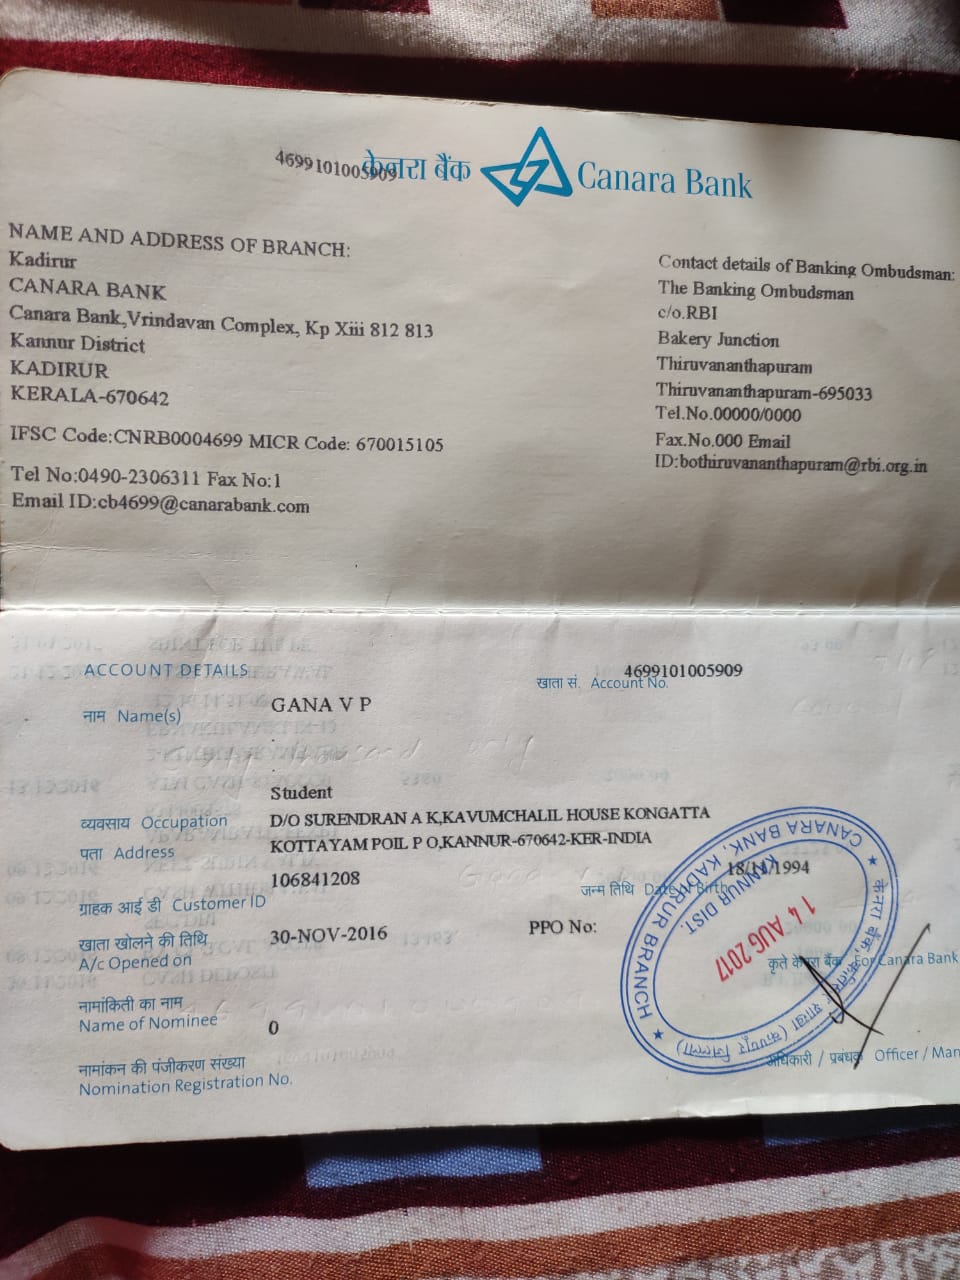 4699101005909
केनरा बैंक Canara Bank
NAME AND ADDRESS OF BRANCH:
Kadirur
CANARA BANK
Canara Bank,Vrindavan Complex, Kp Xiii 812 813
Kannur District
KADIRUR
KERALA-670642
IFSC Code:CNRB0004699 MICR Code: 670015105
Tel No:0490-2306311 Fax No:1
Email ID:cb4699@canarabank.com
Contact details of Banking Ombudsman:
The Banking Ombudsman
c/o.RBI
Bakery Junction
Thiruvananthapuram
Thiruvananthapuram-695033
Tel.No.00000/0000
Fax.No.000 Email
ID:bothiruvananthapuram@rbi.org.in
ACCOUNT DETAILS
खाता सं. Account No. 4699101005909
नाम Name(s) GANA V P
Student
व्यवसाय Occupation D/O SURENDRAN A K,KAVUMCHALIL HOUSE KONGATTA
पता Address KOTTAYAM POIL P O,KANNUR-670642-KER-INDIA
106841208
ग्राहक आई डी Customer ID
जन्म तिथि Date of Birth 18/11/1994
खाता खोलने की तिथि
A/c Opened on 30-NOV-2016
PPO No:
नामांकिती का नाम
Name of Nominee 0
नामांकन की पंजीकरण संख्या
Nomination Registration No.
कृते केनरा बैंक For Canara Bank
अधिकारी / प्रबंधक Officer / Man
CANARA BANK, KADIRUR BRANCH
KANNUR DIST.
14 AUG 2017